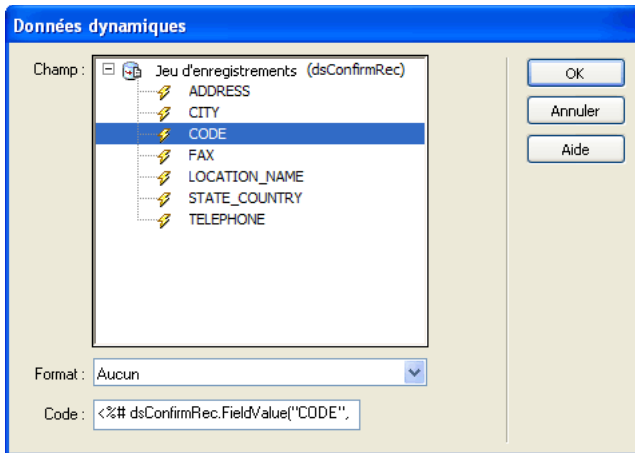 Données dynamiques
Champ :
Jeu d'enregistrements (dsConfirmRec)
ADDRESS
CITY
CODE
FAX
LOCATION_NAME
STATE_COUNTRY
TELEPHONE
OK
Annuler
Aide
Format : Aucun
Code : <%# dsConfirmRec.FieldValue("CODE",